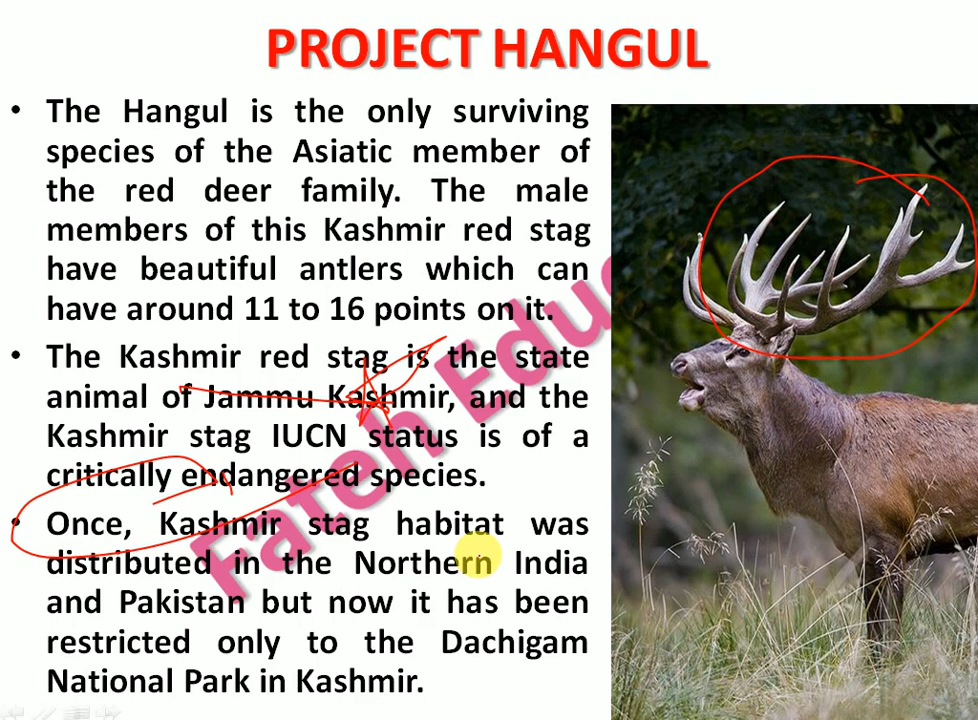 PROJECT HANGUL
• The Hangul is the only surviving
species of the Asiatic member of
the red deer family. The male
members of this Kashmir red stag
have beautiful antlers which can
have around 11 to 16 points on it.
• The Kashmir red stag is the state
animal of Jammu Kashmir, and the
Kashmir stag IUCN status is of a
critically endangered species.
• Once, Kashmir stag habitat was
distributed in the Northern India
and Pakistan but now it has been
restricted only to the Dachigam
National Park in Kashmir.
Fateh Edu